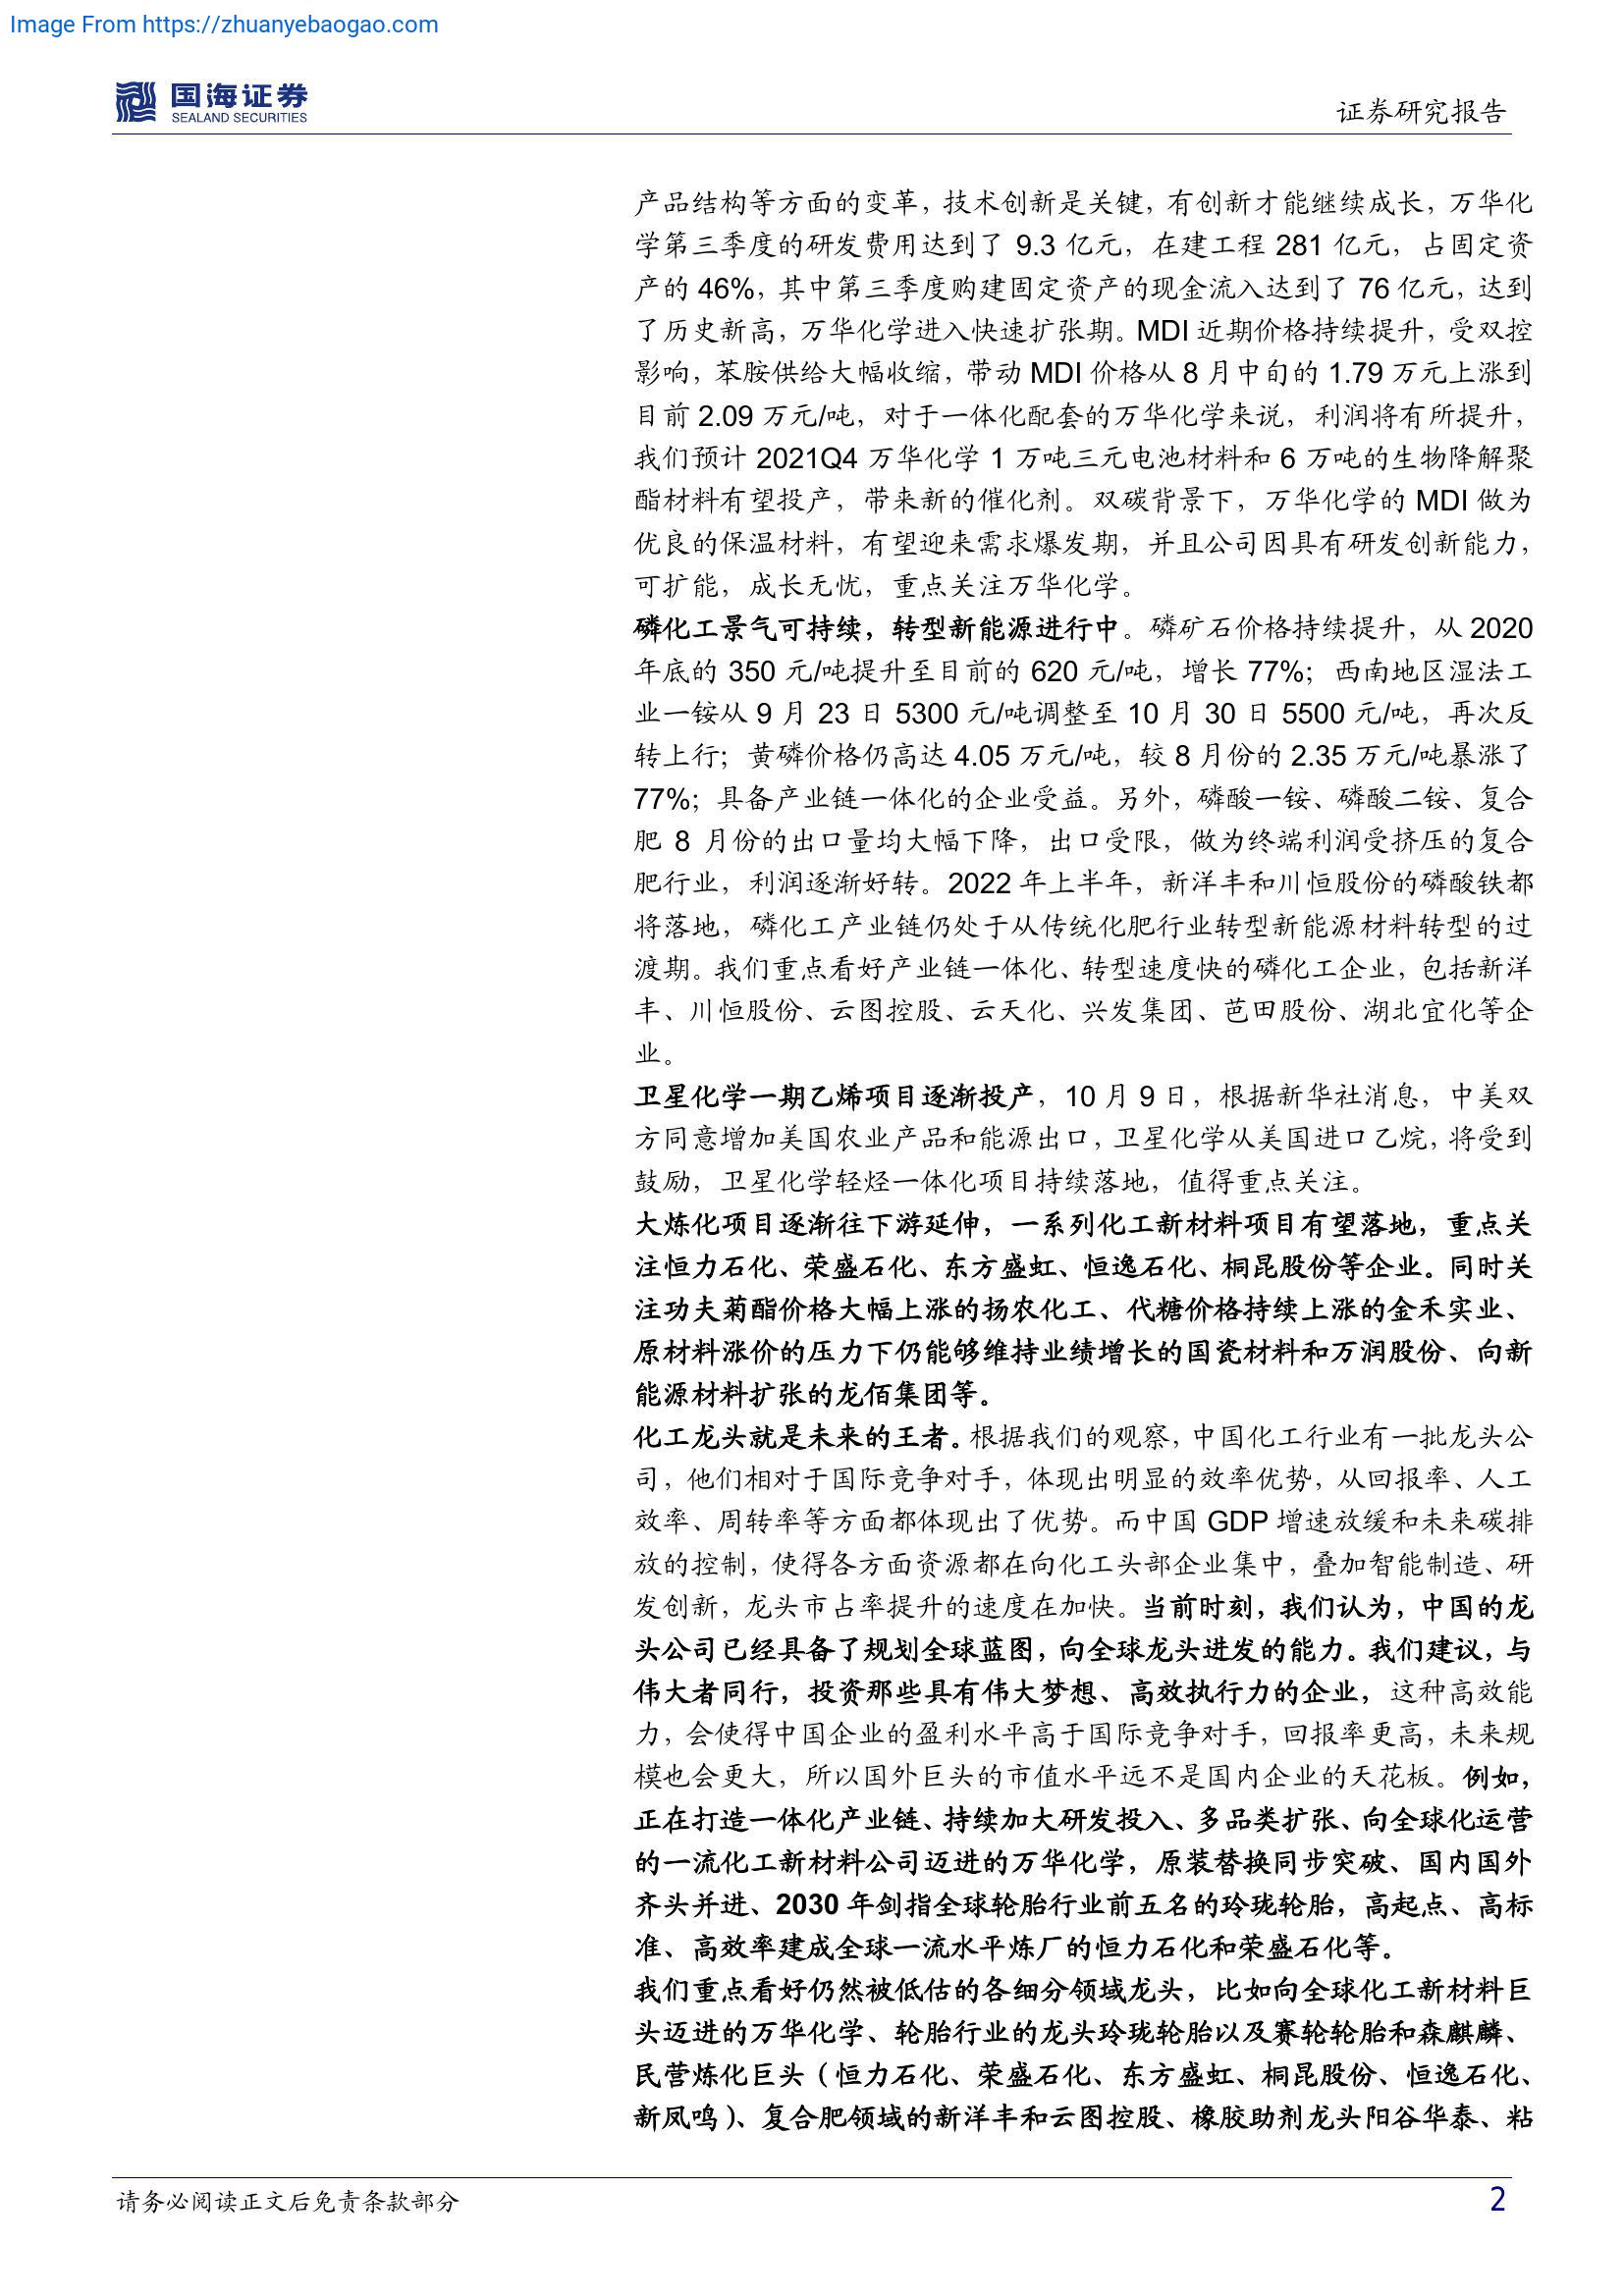 Image From https://zhuanyebaogao.com
国海证券
SEALAND SECURITIES
证券研究报告
产品结构等方面的变革，技术创新是关键，有创新才能继续成长，万华化
学第三季度的研发费用达到了 9.3 亿元，在建工程 281 亿元，占固定资
产的 46%，其中第三季度购建固定资产的现金流入达到了 76 亿元，达到
了历史新高，万华化学进入快速扩张期。MDI 近期价格持续提升，受双控
影响，苯胺供给大幅收缩，带动 MDI 价格从 8 月中旬的 1.79 万元上涨到
目前 2.09 万元/吨，对于一体化配套的万华化学来说，利润将有所提升，
我们预计 2021Q4 万华化学 1 万吨三元电池材料和 6 万吨的生物降解聚
酯材料有望投产，带来新的催化剂。双碳背景下，万华化学的 MDI 做为
优良的保温材料，有望迎来需求爆发期，并且公司因具有研发创新能力，
可扩能，成长无忧，重点关注万华化学。
磷化工景气可持续，转型新能源进行中。磷矿石价格持续提升，从 2020
年底的 350 元/吨提升至目前的 620 元/吨，增长 77%；西南地区湿法工
业一铵从 9 月 23 日 5300 元/吨调整至 10 月 30 日 5500 元/吨，再次反
转上行；黄磷价格仍高达 4.05 万元/吨，较 8 月份的 2.35 万元/吨暴涨了
77%；具备产业链一体化的企业受益。另外，磷酸一铵、磷酸二铵、复合
肥 8 月份的出口量均大幅下降，出口受限，做为终端利润受挤压的复合
肥行业，利润逐渐好转。2022 年上半年，新洋丰和川恒股份的磷酸铁都
将落地，磷化工产业链仍处于从传统化肥行业转型新能源材料转型的过
渡期。我们重点看好产业链一体化、转型速度快的磷化工企业，包括新洋
丰、川恒股份、云图控股、云天化、兴发集团、芭田股份、湖北宜化等企
业。
卫星化学一期乙烯项目逐渐投产，10 月 9 日，根据新华社消息，中美双
方同意增加美国农业产品和能源出口，卫星化学从美国进口乙烷，将受到
鼓励，卫星化学轻烃一体化项目持续落地，值得重点关注。
大炼化项目逐渐往下游延伸，一系列化工新材料项目有望落地，重点关
注恒力石化、荣盛石化、东方盛虹、恒逸石化、桐昆股份等企业。同时关
注功夫菊酯价格大幅上涨的扬农化工、代糖价格持续上涨的金禾实业、
原材料涨价的压力下仍能够维持业绩增长的国瓷材料和万润股份、向新
能源材料扩张的龙佰集团等。
化工龙头就是未来的王者。根据我们的观察，中国化工行业有一批龙头公
司，他们相对于国际竞争对手，体现出明显的效率优势，从回报率、人工
效率、周转率等方面都体现出了优势。而中国 GDP 增速放缓和未来碳排
放的控制，使得各方面资源都在向化工头部企业集中，叠加智能制造、研
发创新，龙头市占率提升的速度在加快。当前时刻，我们认为，中国的龙
头公司已经具备了规划全球蓝图，向全球龙头进发的能力。我们建议，与
伟大者同行，投资那些具有伟大梦想、高效执行力的企业，这种高效能
力，会使得中国企业的盈利水平高于国际竞争对手，回报率更高，未来规
模也会更大，所以国外巨头的市值水平远不是国内企业的天花板。例如，
正在打造一体化产业链、持续加大研发投入、多品类扩张、向全球化运营
的一流化工新材料公司迈进的万华化学，原装替换同步突破、国内国外
齐头并进、2030 年剑指全球轮胎行业前五名的玲珑轮胎，高起点、高标
准、高效率建成全球一流水平炼厂的恒力石化和荣盛石化等。
我们重点看好仍然被低估的各细分领域龙头，比如向全球化工新材料巨
头迈进的万华化学、轮胎行业的龙头玲珑轮胎以及赛轮轮胎和森麒麟、
民营炼化巨头（恒力石化、荣盛石化、东方盛虹、桐昆股份、恒逸石化、
新凤鸣）、复合肥领域的新洋丰和云图控股、橡胶助剂龙头阳谷华泰、粘
请务必阅读正文后免责条款部分
2